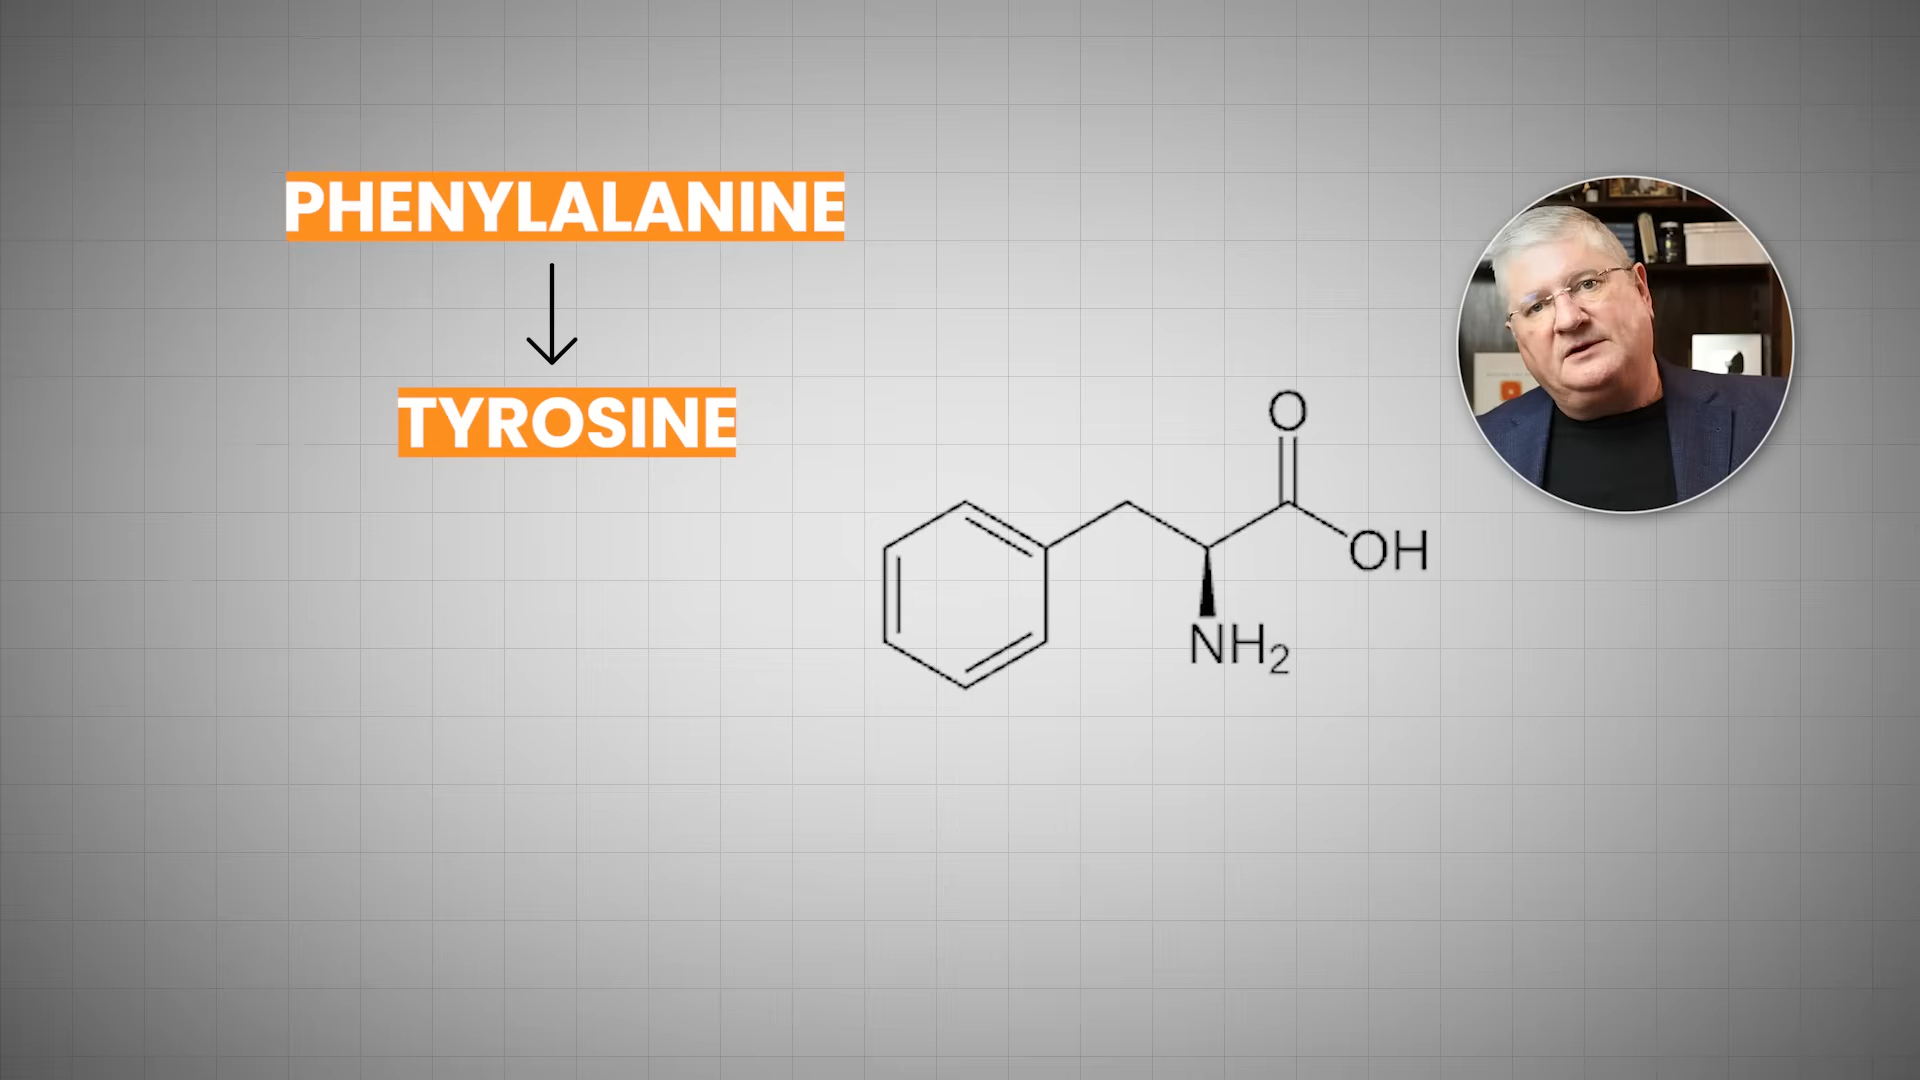 PHENYLALANINE
TYROSINE
O
OH
NH₂